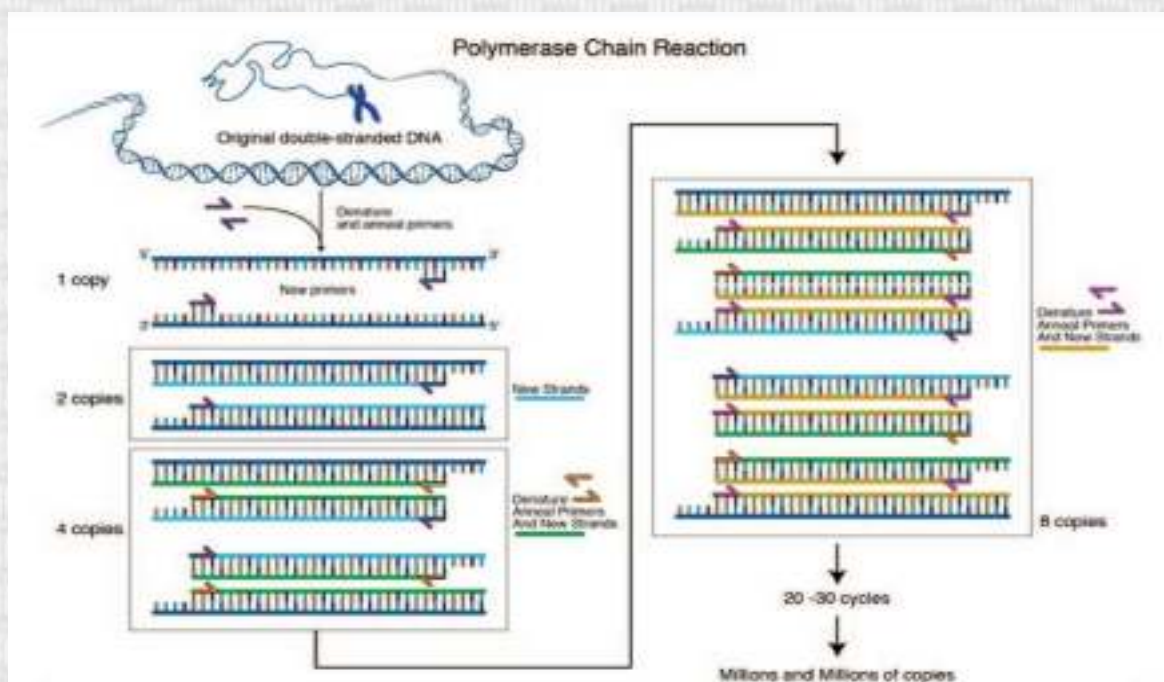 Polymerase Chain Reaction
Original double-stranded DNA
Denature
and anneal primers
5'
3'
1 copy
New primers
3'
5'
2 copies
New Strands
4 copies
Denature
Anneal Primers
And New Strands
Denature
Anneal Primers
And New Strands
8 copies
20 -30 cycles
Millions and Millions of copies